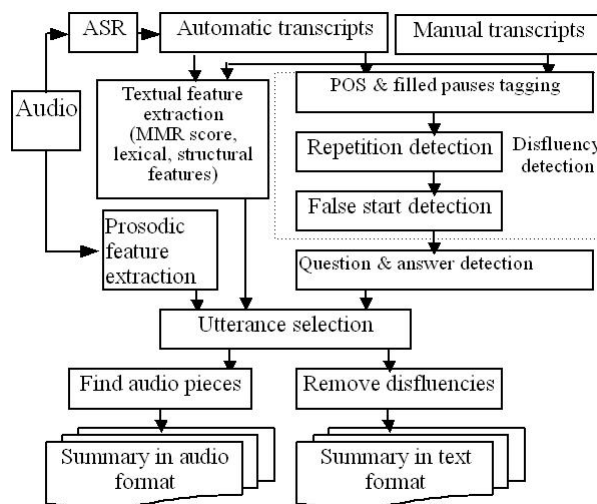 ASR
Automatic transcripts
Manual transcripts
Audio
Textual feature
extraction
(MMR score,
lexical, structural
features)
POS & filled pauses tagging
Repetition detection
Disfluency
detection
False start detection
Prosodic
feature
extraction
Question & answer detection
Utterance selection
Find audio pieces
Remove disfluencies
Summary in audio
format
Summary in text
format